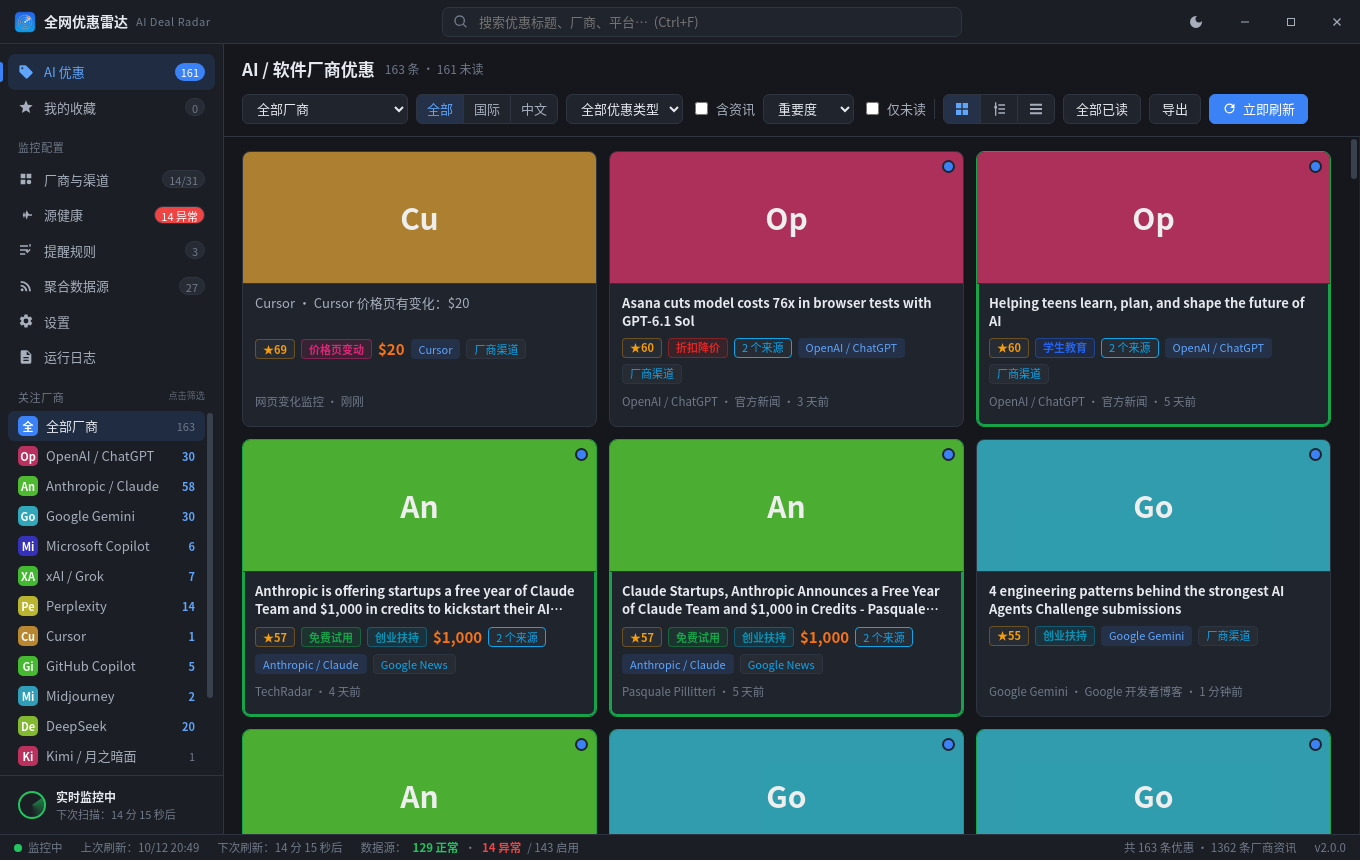 全网优惠雷达 AI Deal Radar
搜索优惠标题、厂商、平台… (Ctrl+F)
AI 优惠 161
我的收藏 0
监控配置
厂商与渠道 14/31
源健康 14 异常
提醒规则 3
聚合数据源 27
设置
运行日志
关注厂商 点击筛选
全 全部厂商 163
Op OpenAI / ChatGPT 30
An Anthropic / Claude 58
Go Google Gemini 30
Mi Microsoft Copilot 6
XA xAI / Grok 7
Pe Perplexity 14
Cu Cursor 1
Gi GitHub Copilot 5
Mi Midjourney 2
De DeepSeek 20
Ki Kimi / 月之暗面 1
实时监控中
下次扫描：14 分 15 秒后
AI / 软件厂商优惠 163 条 · 161 未读
全部厂商 全部 国际 中文 全部优惠类型 含资讯 重要度 仅未读 全部已读 导出 立即刷新
Cu
Cursor · Cursor 价格页有变化：$20
★69 价格页变动 $20 Cursor 厂商渠道
网页变化监控 · 刚刚
Op
Asana cuts model costs 76x in browser tests with
GPT-6.1 Sol
★60 折扣降价 2 个来源 OpenAI / ChatGPT
厂商渠道
OpenAI / ChatGPT · 官方新闻 · 3 天前
Op
Helping teens learn, plan, and shape the future of
AI
★60 学生教育 2 个来源 OpenAI / ChatGPT
厂商渠道
OpenAI / ChatGPT · 官方新闻 · 5 天前
An
Anthropic is offering startups a free year of Claude
Team and $1,000 in credits to kickstart their AI…
★57 免费试用 创业扶持 $1,000 2 个来源
Anthropic / Claude Google News
TechRadar · 4 天前
An
Claude Startups, Anthropic Announces a Free Year
of Claude Team and $1,000 in Credits - Pasquale…
★57 免费试用 创业扶持 $1,000 2 个来源
Anthropic / Claude Google News
Pasquale Pillitteri · 5 天前
Go
4 engineering patterns behind the strongest AI
Agents Challenge submissions
★55 创业扶持 Google Gemini 厂商渠道
Google Gemini · Google 开发者博客 · 1 分钟前
An
Go
Go
监控中 上次刷新：10/12 20:49 下次刷新：14 分 15 秒后 数据源： 129 正常 · 14 异常 / 143 启用 共 163 条优惠 · 1362 条厂商资讯 v2.0.0